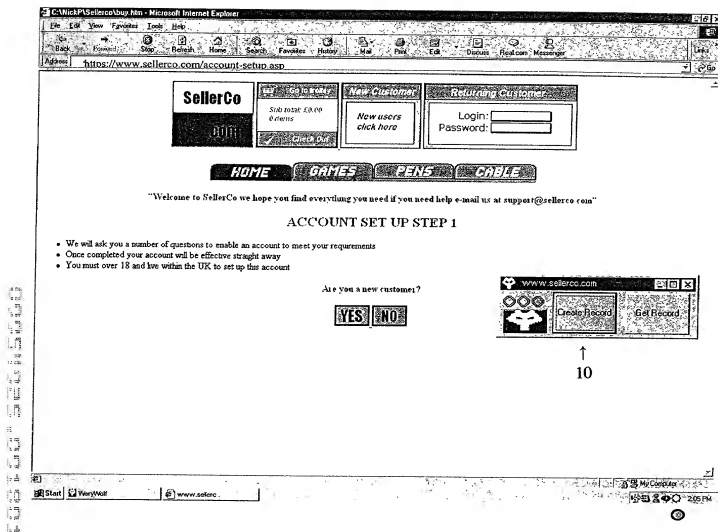 C:\NickP\Sellerco\buy.htm - Microsoft Internet Explorer
File Edit View Favorites Tools Help
Back Forward Stop Refresh Home Search Favorites History Mail Print Edit Discuss Real.com Messenger Links
Address https://www.sellerco.com/account-setup.asp Go
SellerCo
.com
Sub total: £0.00
0 items
Check Out
New Customer
New users
click here
Returning Customer
Login:
Password:
HOME GAMES PENS CABLE
"Welcome to SellerCo we hope you find everything you need if you need help e-mail us at support@sellerco com"
ACCOUNT SET UP STEP 1
• We will ask you a number of questions to enable an account to meet your requirements
• Once completed your account will be effective straight away
• You must over 18 and live within the UK to set up this account
Are you a new customer?
YES NO
www.sellerco.com
Create Record Get Record
↑
10
My Computer
Start WoryWolf www.sellerc . 2:05 PM